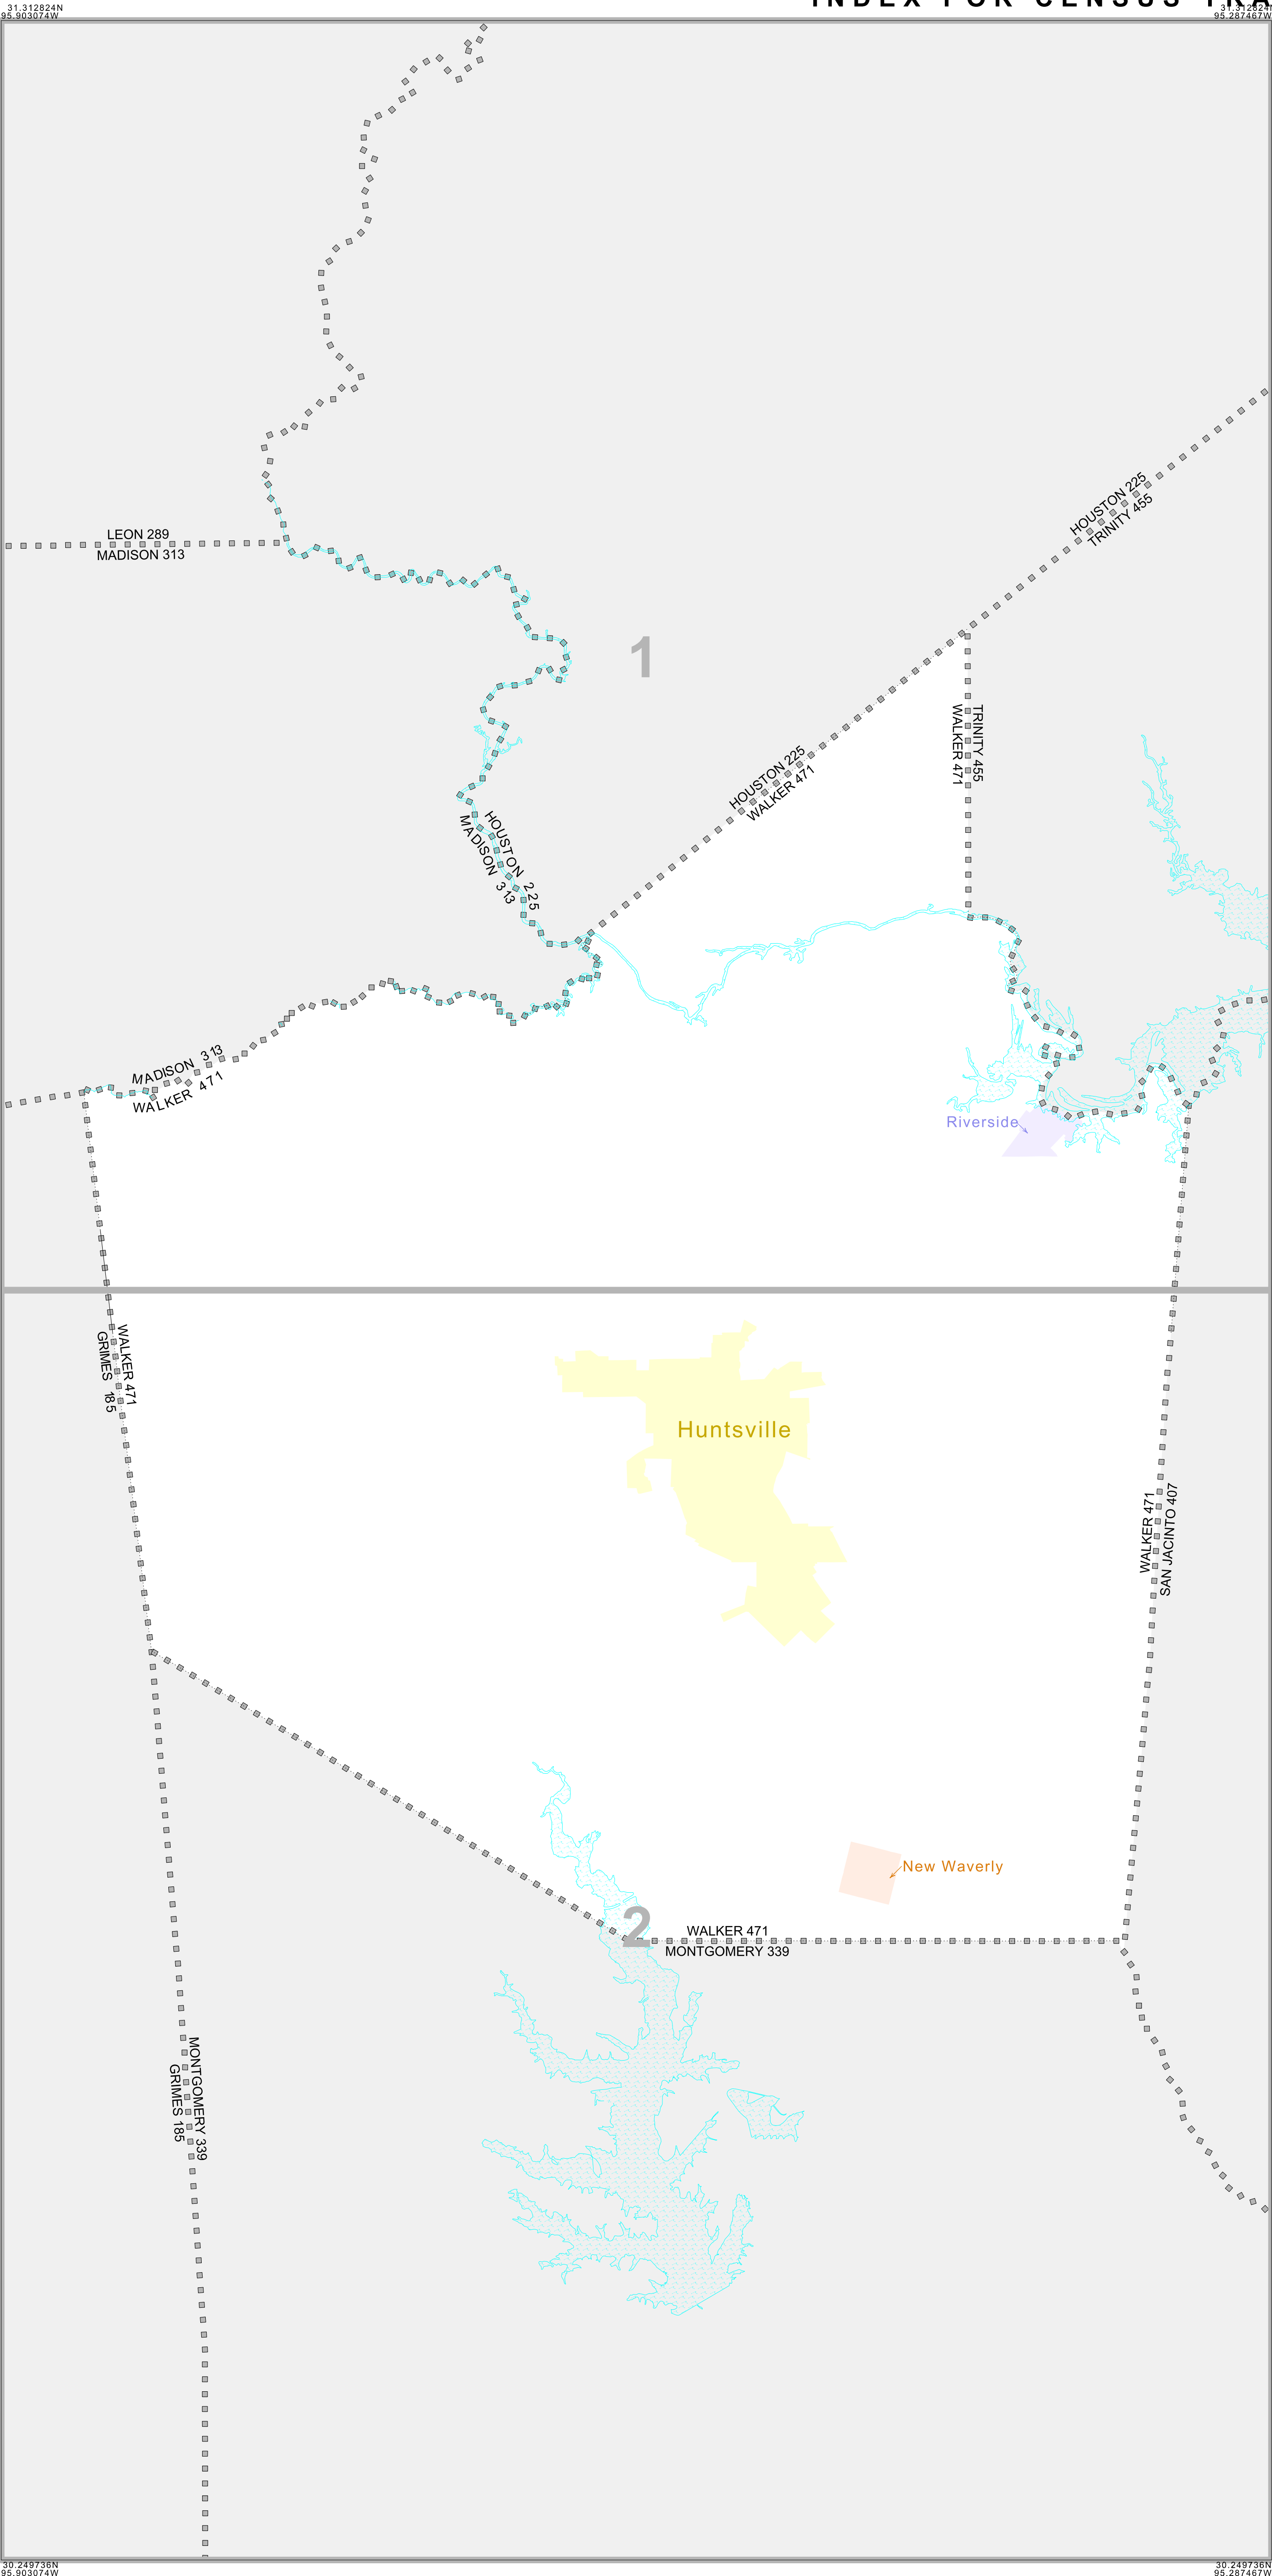 INDEX FOR CENSUS TRA
31.312824N
95.903074W
31.312824N
95.287467W
HOUSTON 225
TRINITY 455
LEON 289
MADISON 313
1
TRINITY 455
WALKER 471
HOUSTON 225
WALKER 471
HOUSTON 225
MADISON 313
MADISON 313
WALKER 471
Riverside
WALKER 471
GRIMES 185
Huntsville
WALKER 471
SAN JACINTO 407
New Waverly
2
WALKER 471
MONTGOMERY 339
MONTGOMERY 339
GRIMES 185
30.249736N
95.903074W
30.249736N
95.287467W